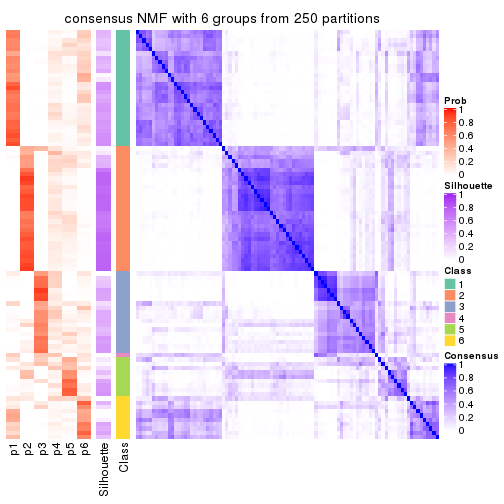 consensus NMF with 6 groups from 250 partitions
Prob
1
0.8
0.6
0.4
0.2
0
Silhouette
1
0.8
0.6
0.4
0.2
0
Class
1
2
3
4
5
6
Consensus
1
0.8
0.6
0.4
0.2
0
p1
p2
p3
p4
p5
p6
Silhouette
Class